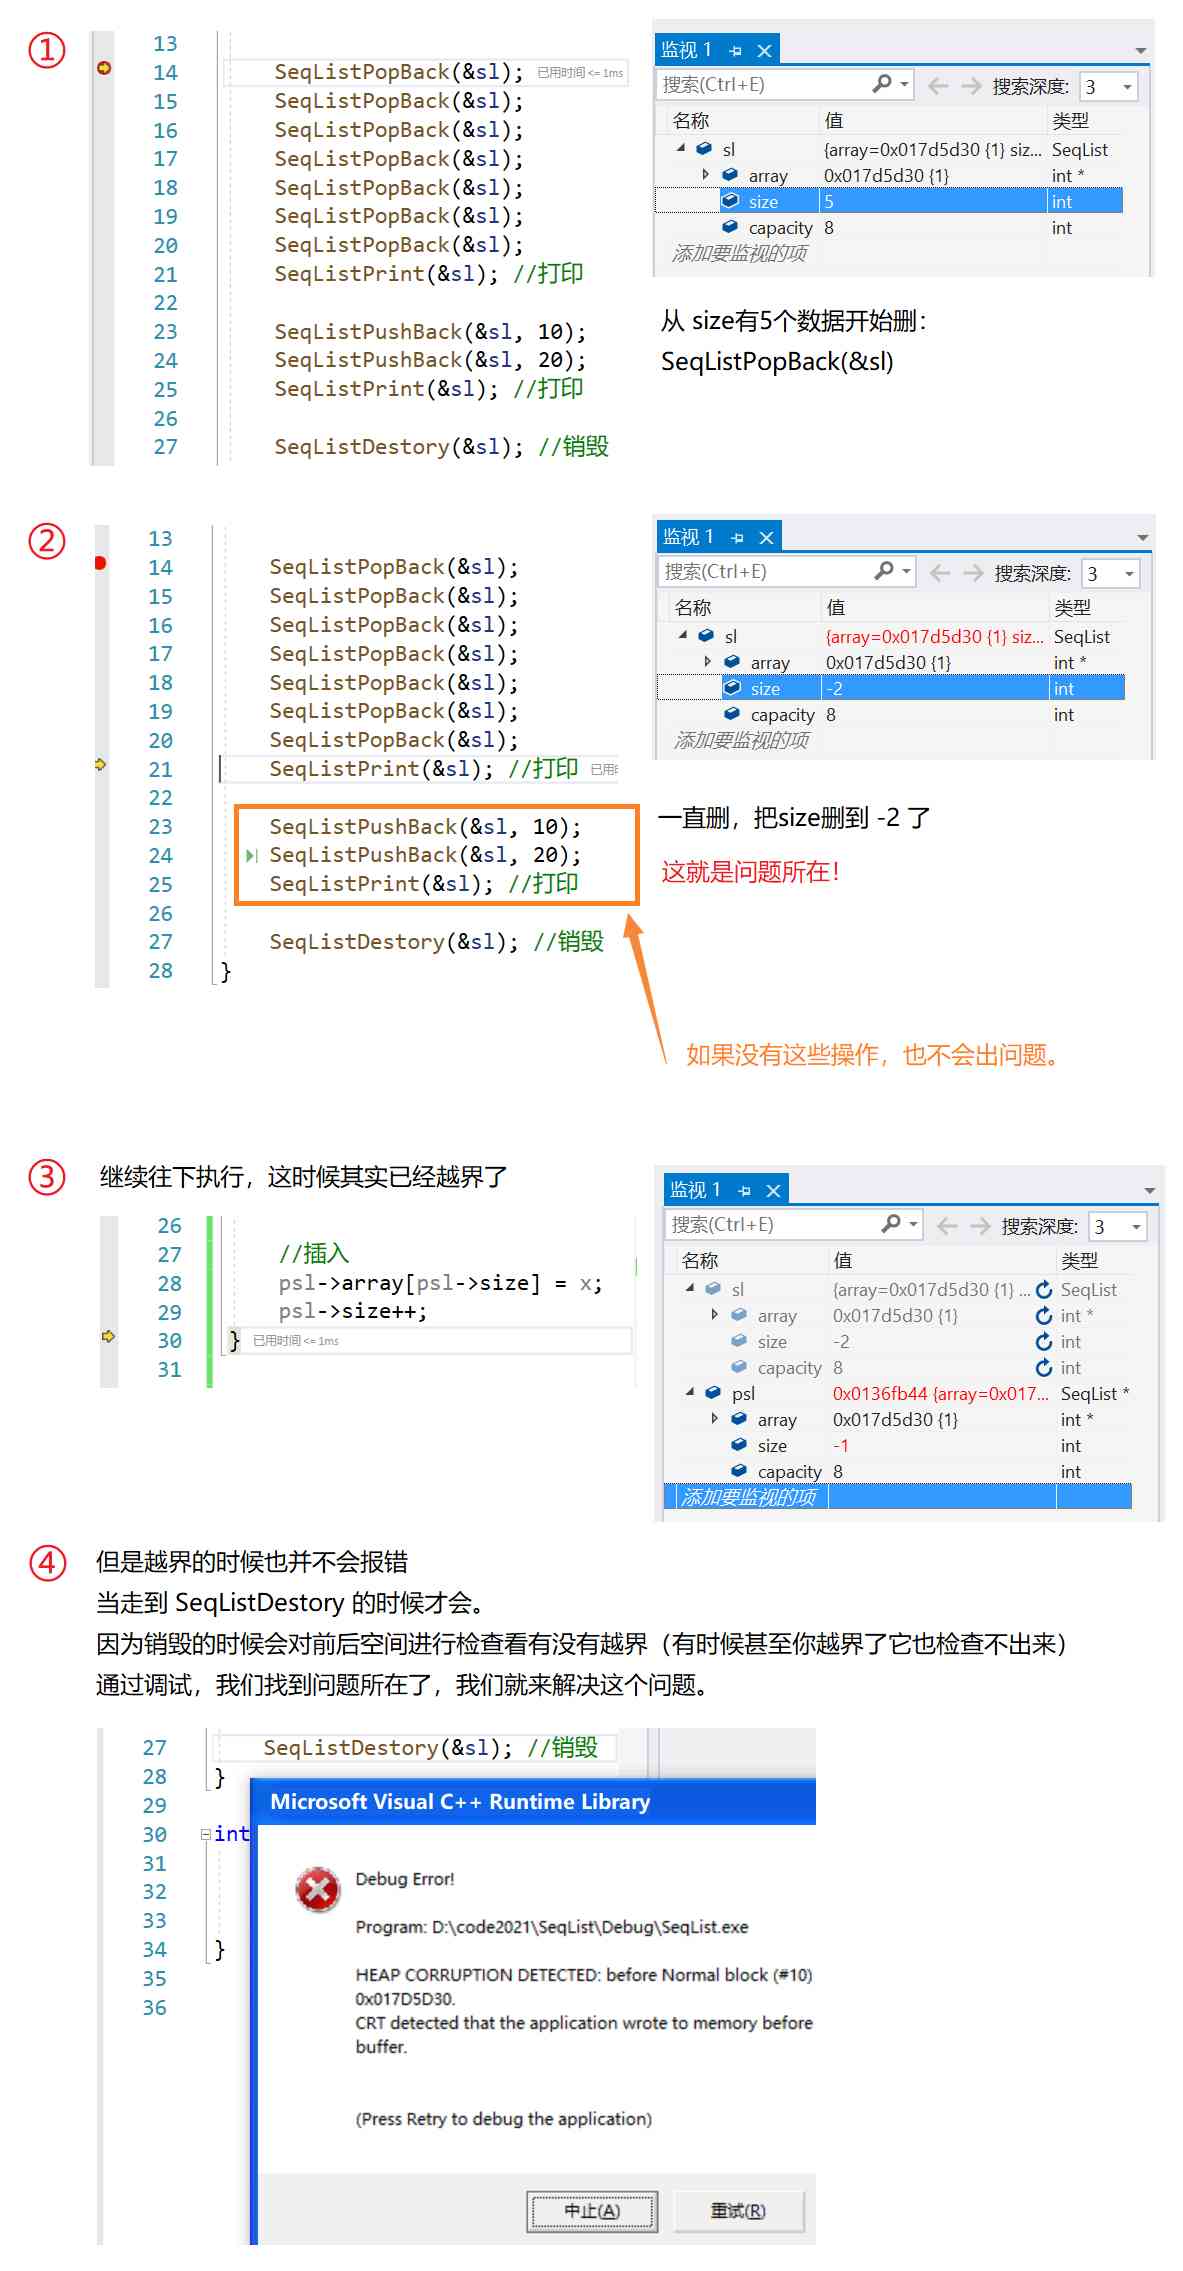 ①
13
14 SeqListPopBack(&sl); 已用时间 <= 1ms
15 SeqListPopBack(&sl);
16 SeqListPopBack(&sl);
17 SeqListPopBack(&sl);
18 SeqListPopBack(&sl);
19 SeqListPopBack(&sl);
20 SeqListPopBack(&sl);
21 SeqListPrint(&sl); //打印
22
23 SeqListPushBack(&sl, 10);
24 SeqListPushBack(&sl, 20);
25 SeqListPrint(&sl); //打印
26
27 SeqListDestory(&sl); //销毁
监视 1
搜索(Ctrl+E) 搜索深度: 3
名称 值 类型
sl {array=0x017d5d30 {1} siz... SeqList
array 0x017d5d30 {1} int *
size 5 int
capacity 8 int
添加要监视的项
从 size有5个数据开始删：
SeqListPopBack(&sl)
②
13
14 SeqListPopBack(&sl);
15 SeqListPopBack(&sl);
16 SeqListPopBack(&sl);
17 SeqListPopBack(&sl);
18 SeqListPopBack(&sl);
19 SeqListPopBack(&sl);
20 SeqListPopBack(&sl);
21 SeqListPrint(&sl); //打印 已用
22
23 SeqListPushBack(&sl, 10);
24 SeqListPushBack(&sl, 20);
25 SeqListPrint(&sl); //打印
26
27 SeqListDestory(&sl); //销毁
28 }
监视 1
搜索(Ctrl+E) 搜索深度: 3
名称 值 类型
sl {array=0x017d5d30 {1} siz... SeqList
array 0x017d5d30 {1} int *
size -2 int
capacity 8 int
添加要监视的项
一直删，把size删到 -2 了
这就是问题所在！
如果没有这些操作，也不会出问题。
③ 继续往下执行，这时候其实已经越界了
26
27 //插入
28 psl->array[psl->size] = x;
29 psl->size++;
30 } 已用时间 <= 1ms
31
监视 1
搜索(Ctrl+E) 搜索深度: 3
名称 值 类型
sl {array=0x017d5d30 {1} ... SeqList
array 0x017d5d30 {1} int *
size -2 int
capacity 8 int
psl 0x0136fb44 {array=0x017... SeqList *
array 0x017d5d30 {1} int *
size -1 int
capacity 8 int
添加要监视的项
④ 但是越界的时候也并不会报错
当走到 SeqListDestory 的时候才会。
因为销毁的时候会对前后空间进行检查看有没有越界（有时候甚至你越界了它也检查不出来）
通过调试，我们找到问题所在了，我们就来解决这个问题。
27 SeqListDestory(&sl); //销毁
28 }
29
30 int
31
32
33
34 }
35
36
Microsoft Visual C++ Runtime Library
Debug Error!
Program: D:\code2021\SeqList\Debug\SeqList.exe
HEAP CORRUPTION DETECTED: before Normal block (#10)
0x017D5D30.
CRT detected that the application wrote to memory before
buffer.
(Press Retry to debug the application)
中止(A) 重试(R)